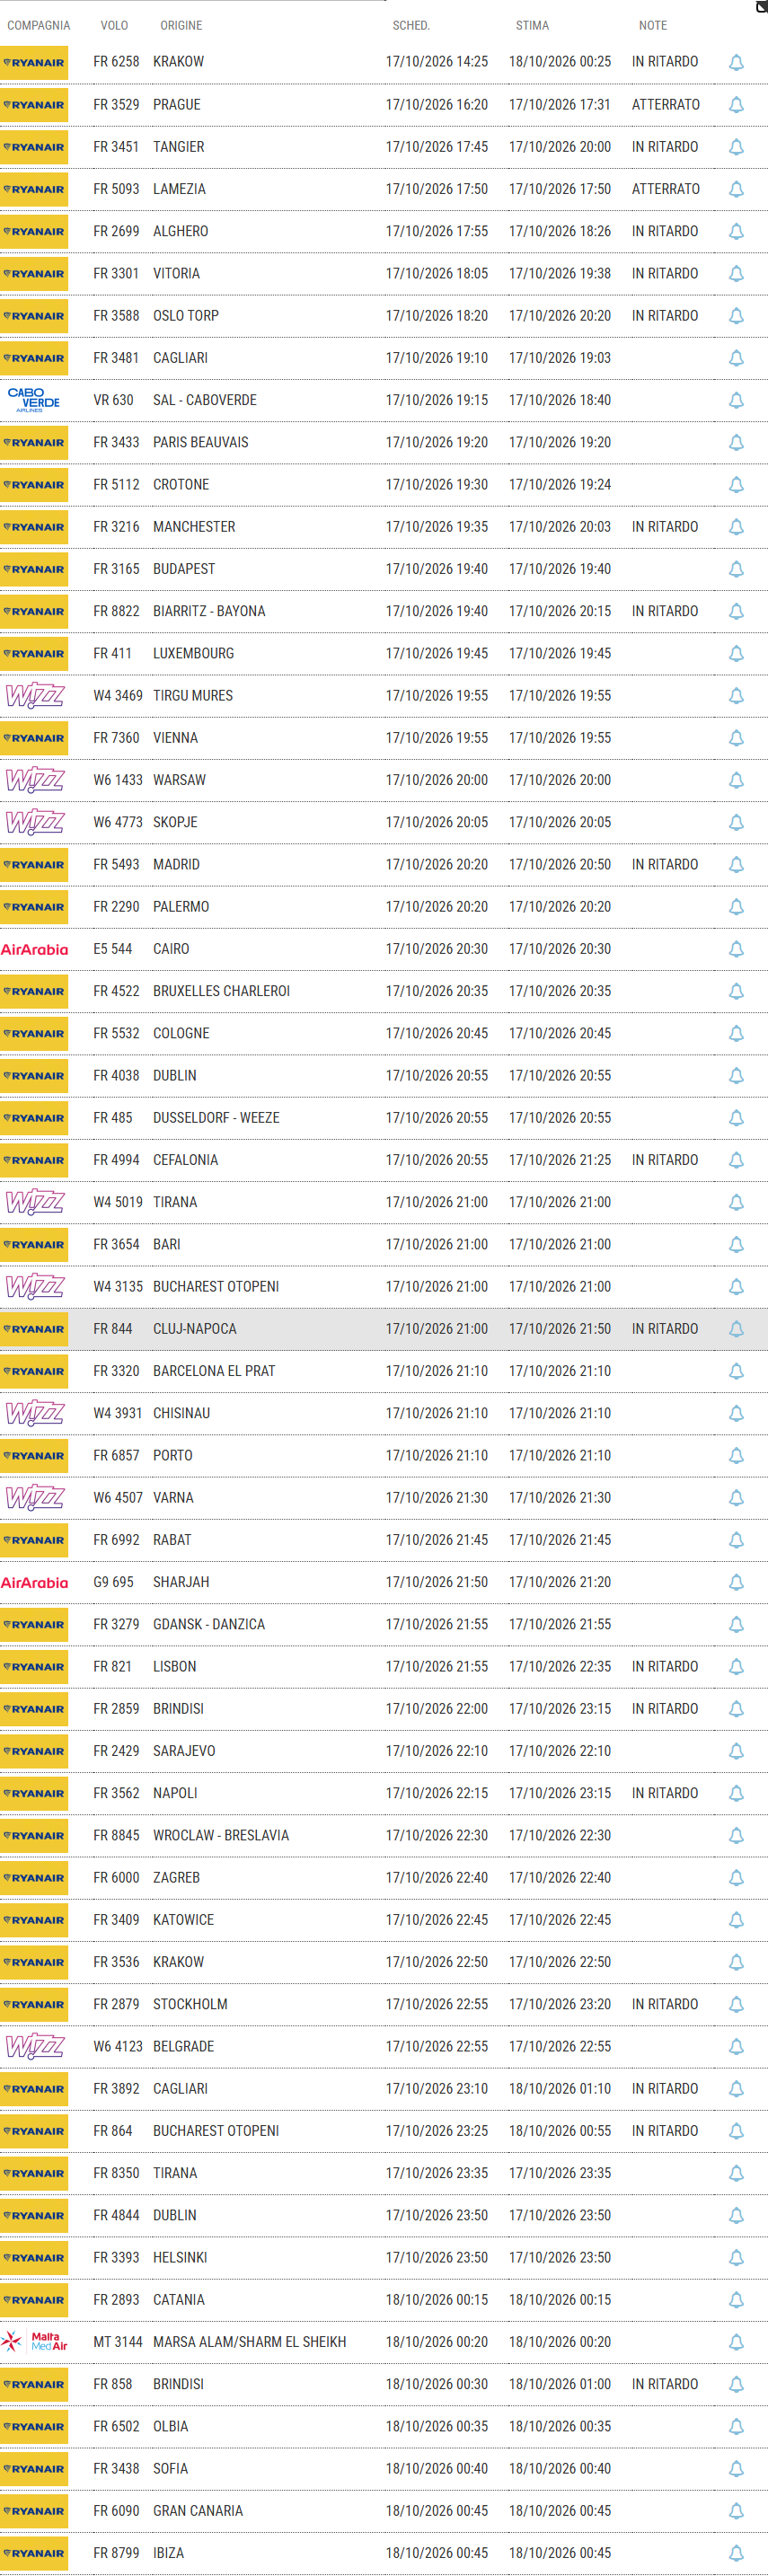 COMPAGNIA VOLO ORIGINE SCHED. STIMA NOTE
RYANAIR FR 6258 KRAKOW 17/10/2026 14:25 18/10/2026 00:25 IN RITARDO
RYANAIR FR 3529 PRAGUE 17/10/2026 16:20 17/10/2026 17:31 ATTERRATO
RYANAIR FR 3451 TANGIER 17/10/2026 17:45 17/10/2026 20:00 IN RITARDO
RYANAIR FR 5093 LAMEZIA 17/10/2026 17:50 17/10/2026 17:50 ATTERRATO
RYANAIR FR 2699 ALGHERO 17/10/2026 17:55 17/10/2026 18:26 IN RITARDO
RYANAIR FR 3301 VITORIA 17/10/2026 18:05 17/10/2026 19:38 IN RITARDO
RYANAIR FR 3588 OSLO TORP 17/10/2026 18:20 17/10/2026 20:20 IN RITARDO
RYANAIR FR 3481 CAGLIARI 17/10/2026 19:10 17/10/2026 19:03
CABO VERDE AIRLINES VR 630 SAL - CABOVERDE 17/10/2026 19:15 17/10/2026 18:40
RYANAIR FR 3433 PARIS BEAUVAIS 17/10/2026 19:20 17/10/2026 19:20
RYANAIR FR 5112 CROTONE 17/10/2026 19:30 17/10/2026 19:24
RYANAIR FR 3216 MANCHESTER 17/10/2026 19:35 17/10/2026 20:03 IN RITARDO
RYANAIR FR 3165 BUDAPEST 17/10/2026 19:40 17/10/2026 19:40
RYANAIR FR 8822 BIARRITZ - BAYONA 17/10/2026 19:40 17/10/2026 20:15 IN RITARDO
RYANAIR FR 411 LUXEMBOURG 17/10/2026 19:45 17/10/2026 19:45
WIZZ W4 3469 TIRGU MURES 17/10/2026 19:55 17/10/2026 19:55
RYANAIR FR 7360 VIENNA 17/10/2026 19:55 17/10/2026 19:55
WIZZ W6 1433 WARSAW 17/10/2026 20:00 17/10/2026 20:00
WIZZ W6 4773 SKOPJE 17/10/2026 20:05 17/10/2026 20:05
RYANAIR FR 5493 MADRID 17/10/2026 20:20 17/10/2026 20:50 IN RITARDO
RYANAIR FR 2290 PALERMO 17/10/2026 20:20 17/10/2026 20:20
AirArabia E5 544 CAIRO 17/10/2026 20:30 17/10/2026 20:30
RYANAIR FR 4522 BRUXELLES CHARLEROI 17/10/2026 20:35 17/10/2026 20:35
RYANAIR FR 5532 COLOGNE 17/10/2026 20:45 17/10/2026 20:45
RYANAIR FR 4038 DUBLIN 17/10/2026 20:55 17/10/2026 20:55
RYANAIR FR 485 DUSSELDORF - WEEZE 17/10/2026 20:55 17/10/2026 20:55
RYANAIR FR 4994 CEFALONIA 17/10/2026 20:55 17/10/2026 21:25 IN RITARDO
WIZZ W4 5019 TIRANA 17/10/2026 21:00 17/10/2026 21:00
RYANAIR FR 3654 BARI 17/10/2026 21:00 17/10/2026 21:00
WIZZ W4 3135 BUCHAREST OTOPENI 17/10/2026 21:00 17/10/2026 21:00
RYANAIR FR 844 CLUJ-NAPOCA 17/10/2026 21:00 17/10/2026 21:50 IN RITARDO
RYANAIR FR 3320 BARCELONA EL PRAT 17/10/2026 21:10 17/10/2026 21:10
WIZZ W4 3931 CHISINAU 17/10/2026 21:10 17/10/2026 21:10
RYANAIR FR 6857 PORTO 17/10/2026 21:10 17/10/2026 21:10
WIZZ W6 4507 VARNA 17/10/2026 21:30 17/10/2026 21:30
RYANAIR FR 6992 RABAT 17/10/2026 21:45 17/10/2026 21:45
AirArabia G9 695 SHARJAH 17/10/2026 21:50 17/10/2026 21:20
RYANAIR FR 3279 GDANSK - DANZICA 17/10/2026 21:55 17/10/2026 21:55
RYANAIR FR 821 LISBON 17/10/2026 21:55 17/10/2026 22:35 IN RITARDO
RYANAIR FR 2859 BRINDISI 17/10/2026 22:00 17/10/2026 23:15 IN RITARDO
RYANAIR FR 2429 SARAJEVO 17/10/2026 22:10 17/10/2026 22:10
RYANAIR FR 3562 NAPOLI 17/10/2026 22:15 17/10/2026 23:15 IN RITARDO
RYANAIR FR 8845 WROCLAW - BRESLAVIA 17/10/2026 22:30 17/10/2026 22:30
RYANAIR FR 6000 ZAGREB 17/10/2026 22:40 17/10/2026 22:40
RYANAIR FR 3409 KATOWICE 17/10/2026 22:45 17/10/2026 22:45
RYANAIR FR 3536 KRAKOW 17/10/2026 22:50 17/10/2026 22:50
RYANAIR FR 2879 STOCKHOLM 17/10/2026 22:55 17/10/2026 23:20 IN RITARDO
WIZZ W6 4123 BELGRADE 17/10/2026 22:55 17/10/2026 22:55
RYANAIR FR 3892 CAGLIARI 17/10/2026 23:10 18/10/2026 01:10 IN RITARDO
RYANAIR FR 864 BUCHAREST OTOPENI 17/10/2026 23:25 18/10/2026 00:55 IN RITARDO
RYANAIR FR 8350 TIRANA 17/10/2026 23:35 17/10/2026 23:35
RYANAIR FR 4844 DUBLIN 17/10/2026 23:50 17/10/2026 23:50
RYANAIR FR 3393 HELSINKI 17/10/2026 23:50 17/10/2026 23:50
RYANAIR FR 2893 CATANIA 18/10/2026 00:15 18/10/2026 00:15
Malta MedAir MT 3144 MARSA ALAM/SHARM EL SHEIKH 18/10/2026 00:20 18/10/2026 00:20
RYANAIR FR 858 BRINDISI 18/10/2026 00:30 18/10/2026 01:00 IN RITARDO
RYANAIR FR 6502 OLBIA 18/10/2026 00:35 18/10/2026 00:35
RYANAIR FR 3438 SOFIA 18/10/2026 00:40 18/10/2026 00:40
RYANAIR FR 6090 GRAN CANARIA 18/10/2026 00:45 18/10/2026 00:45
RYANAIR FR 8799 IBIZA 18/10/2026 00:45 18/10/2026 00:45